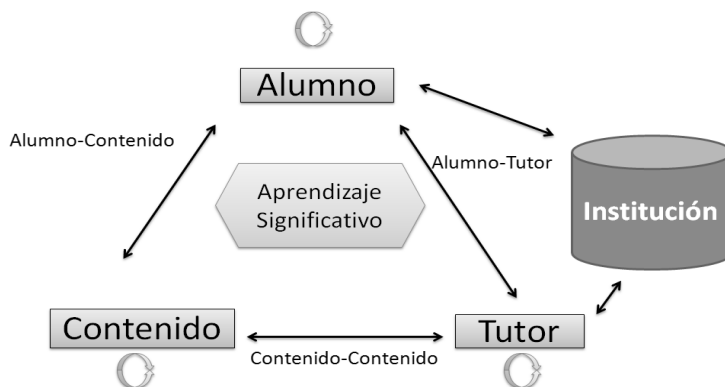 Alumno
Alumno-Contenido
Alumno-Tutor
Aprendizaje
Significativo
Institución
Contenido
Tutor
Contenido-Contenido